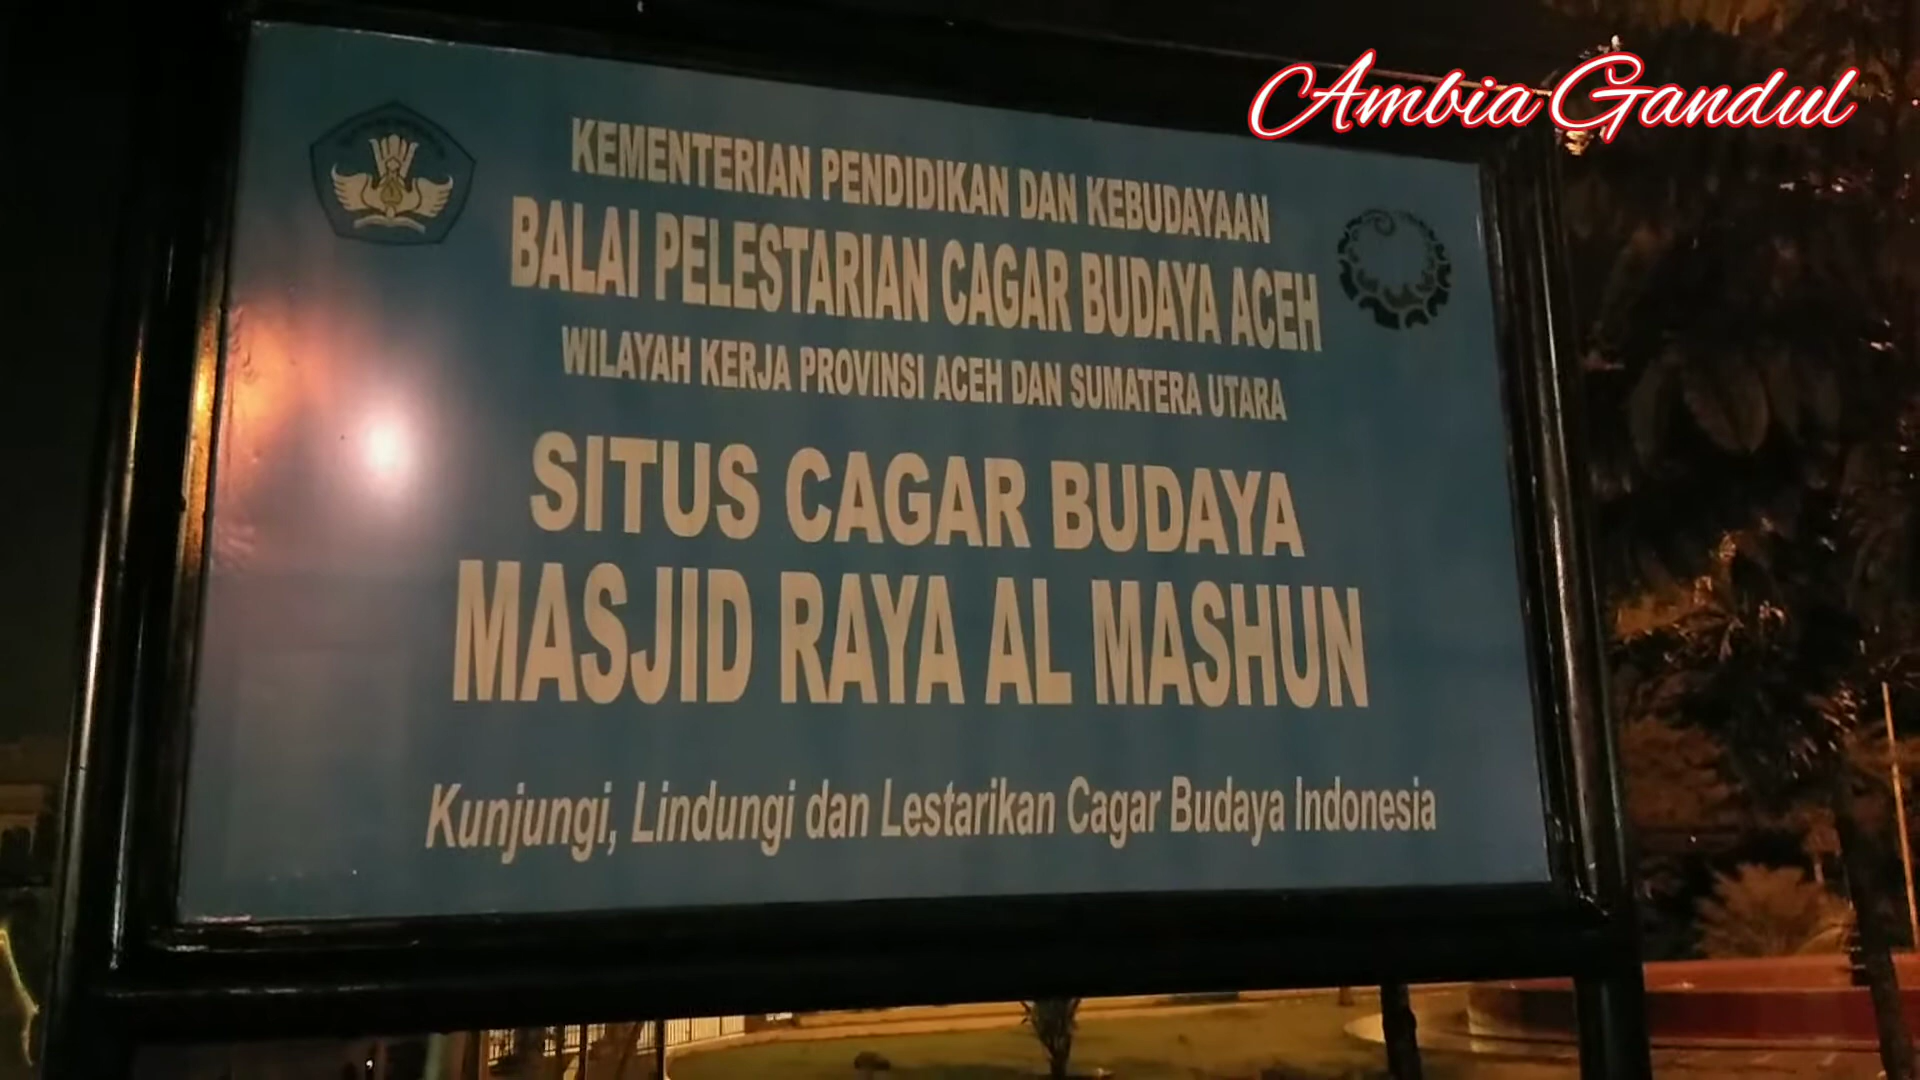 Ambia Gandul
KEMENTERIAN PENDIDIKAN DAN KEBUDAYAAN
BALAI PELESTARIAN CAGAR BUDAYA ACEH
WILAYAH KERJA PROVINSI ACEH DAN SUMATERA UTARA
SITUS CAGAR BUDAYA
MASJID RAYA AL MASHUN
Kunjungi, Lindungi dan Lestarikan Cagar Budaya Indonesia